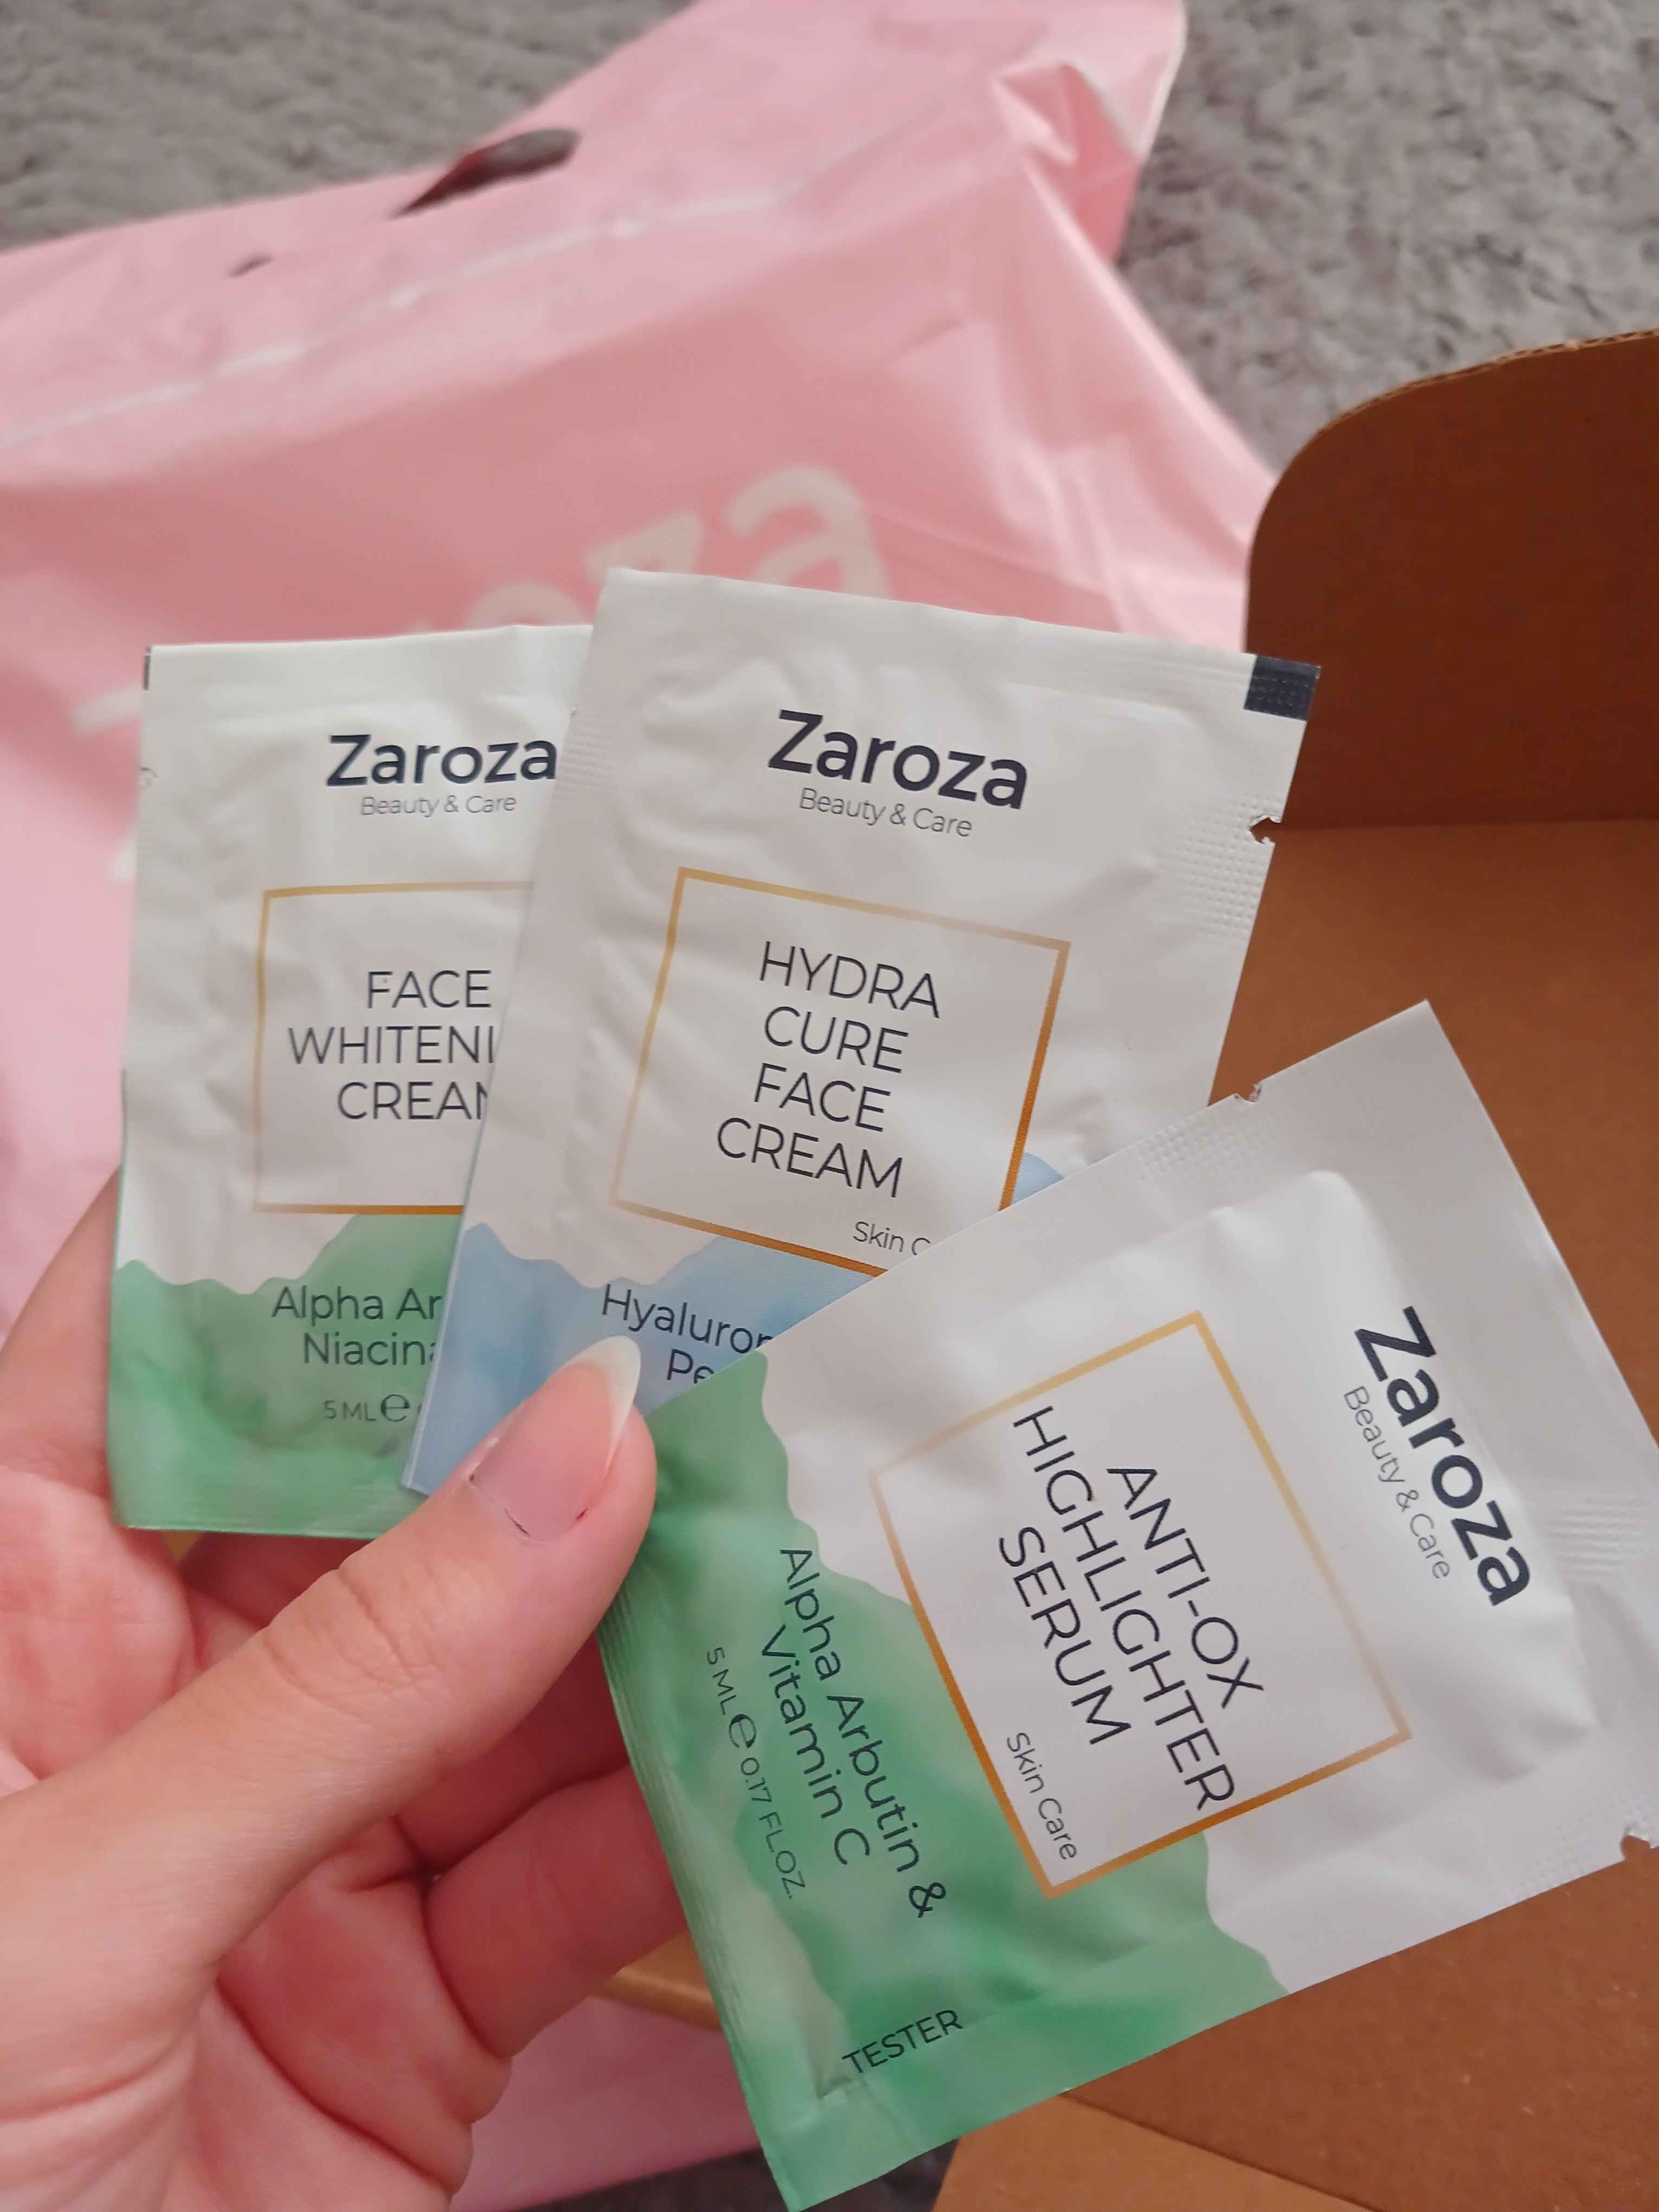 Zaroza
Beauty & Care
FACE
WHITENI
CREAM
Alpha Ar
Niacina
5 ML e
Zaroza
Beauty & Care
HYDRA
CURE
FACE
CREAM
Skin C
Hyaluron
Pe
Zaroza
Beauty & Care
ANTI-OX
HIGHLIGHTER
SERUM
Skin Care
Alpha Arbutin &
Vitamin C
5 ML e 0.17 FL.OZ.
TESTER